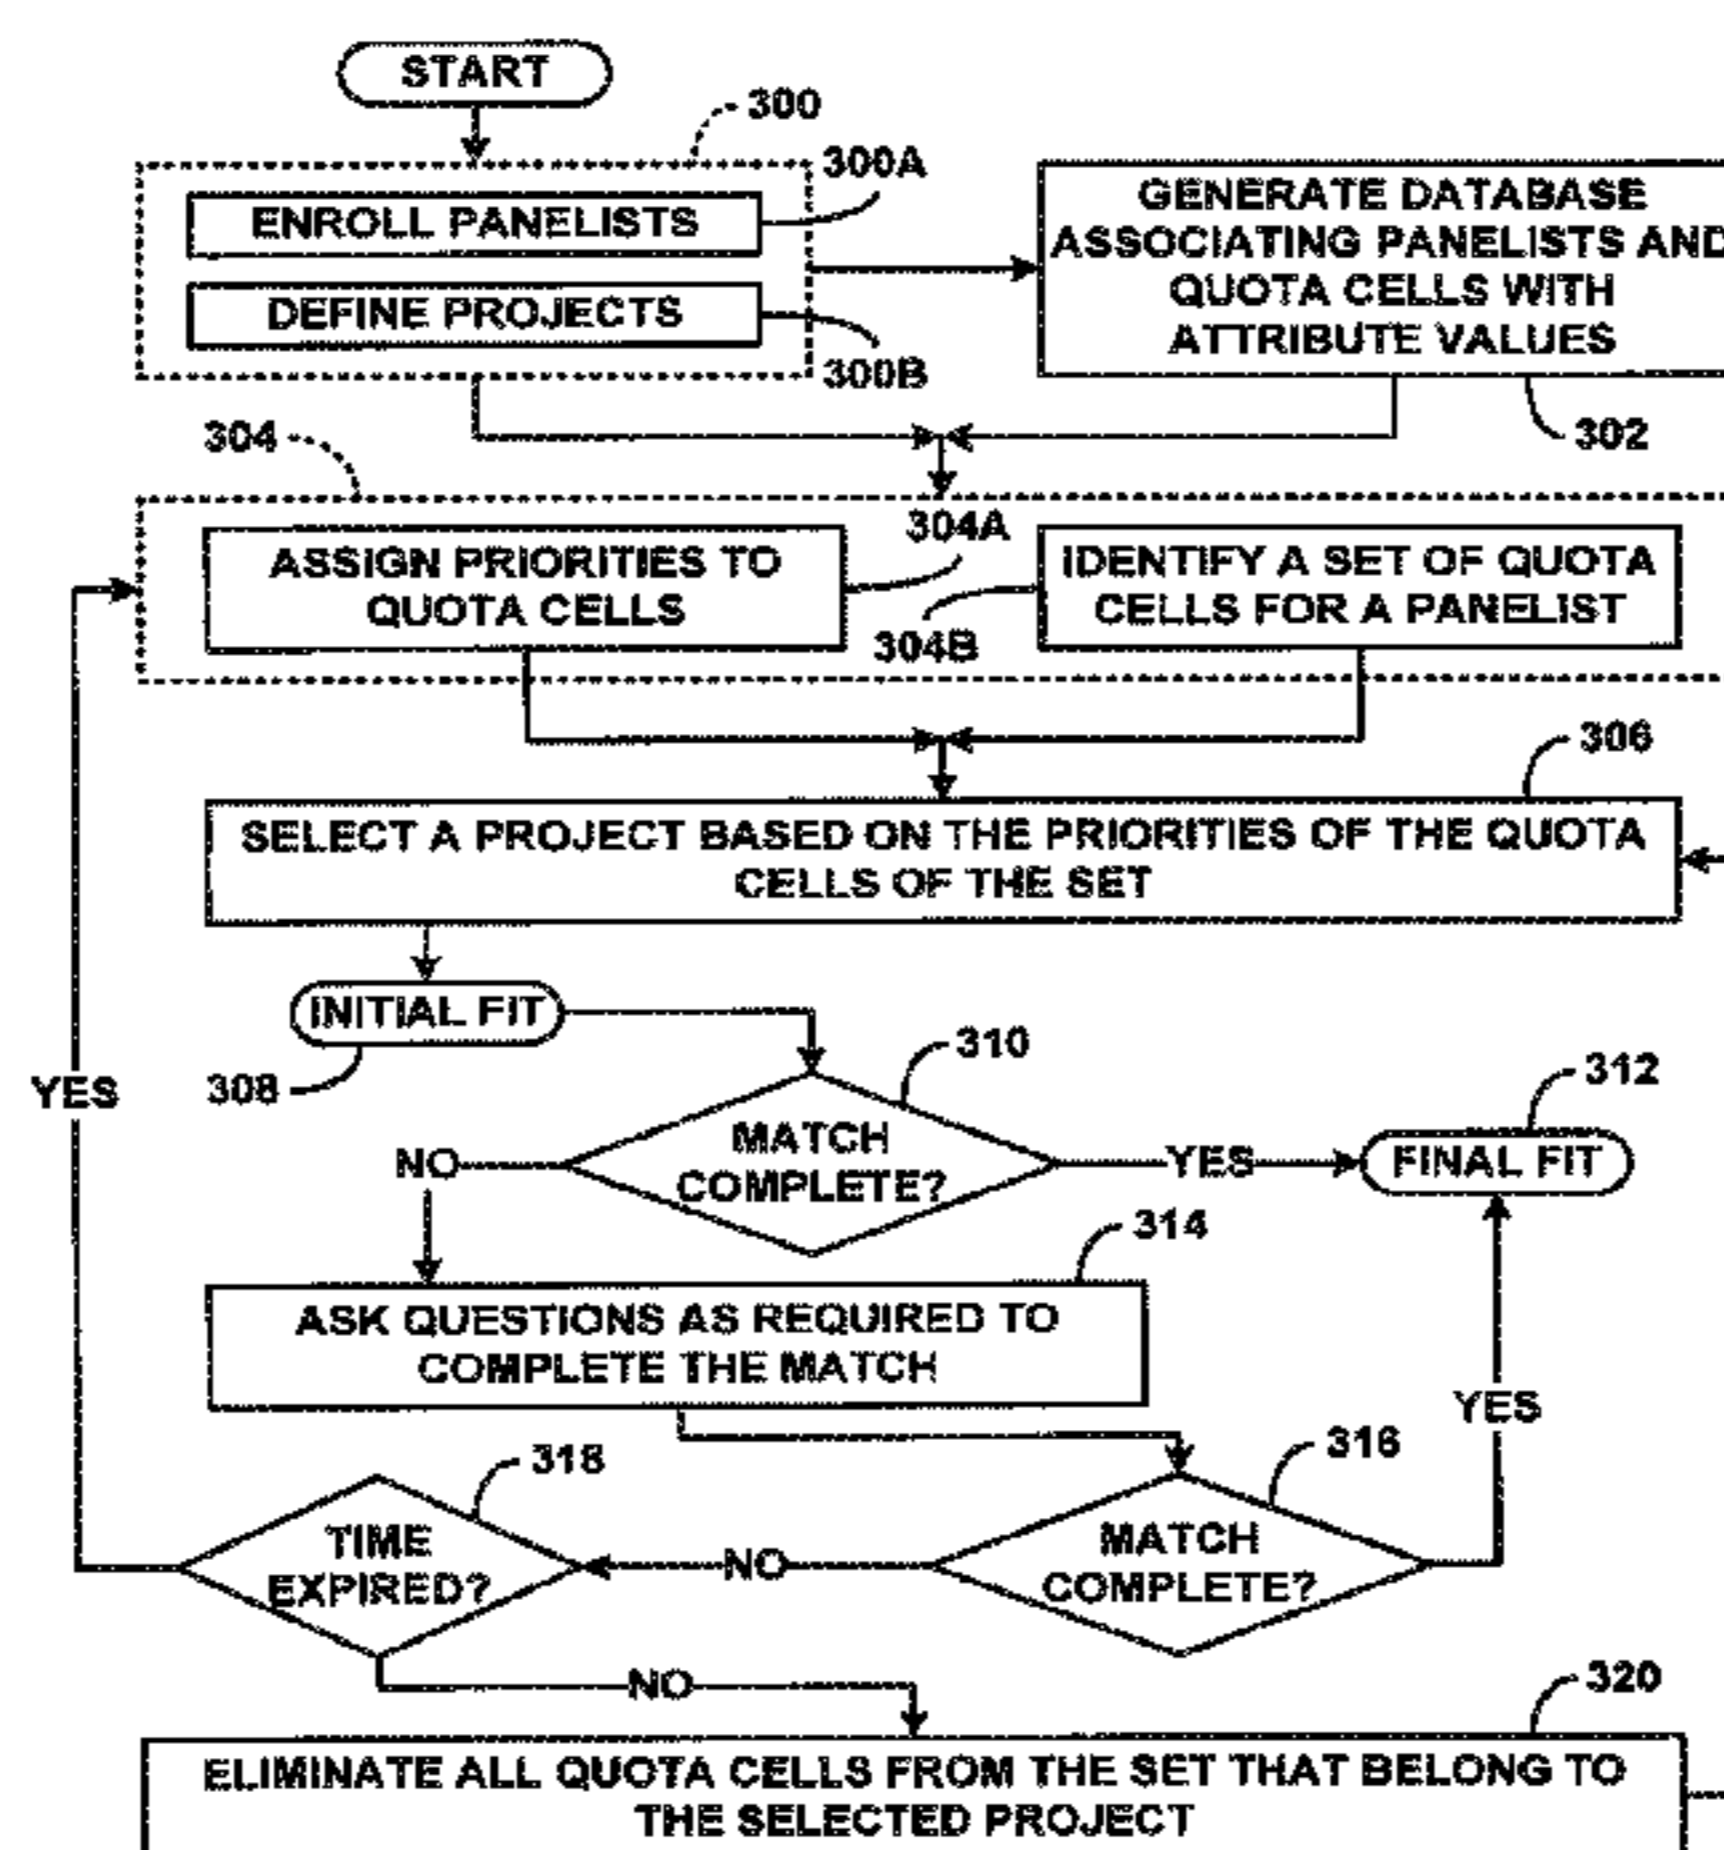 START
300
300A
ENROLL PANELISTS
DEFINE PROJECTS
300B
GENERATE DATABASE
ASSOCIATING PANELISTS AND
QUOTA CELLS WITH
ATTRIBUTE VALUES
302
304
304A
ASSIGN PRIORITIES TO
QUOTA CELLS
304B
IDENTIFY A SET OF QUOTA
CELLS FOR A PANELIST
306
SELECT A PROJECT BASED ON THE PRIORITIES OF THE QUOTA
CELLS OF THE SET
INITIAL FIT
308
310
MATCH
COMPLETE?
312
YES
FINAL FIT
YES
NO
314
ASK QUESTIONS AS REQUIRED TO
COMPLETE THE MATCH
YES
316
MATCH
COMPLETE?
318
TIME
EXPIRED?
NO
NO
320
ELIMINATE ALL QUOTA CELLS FROM THE SET THAT BELONG TO
THE SELECTED PROJECT